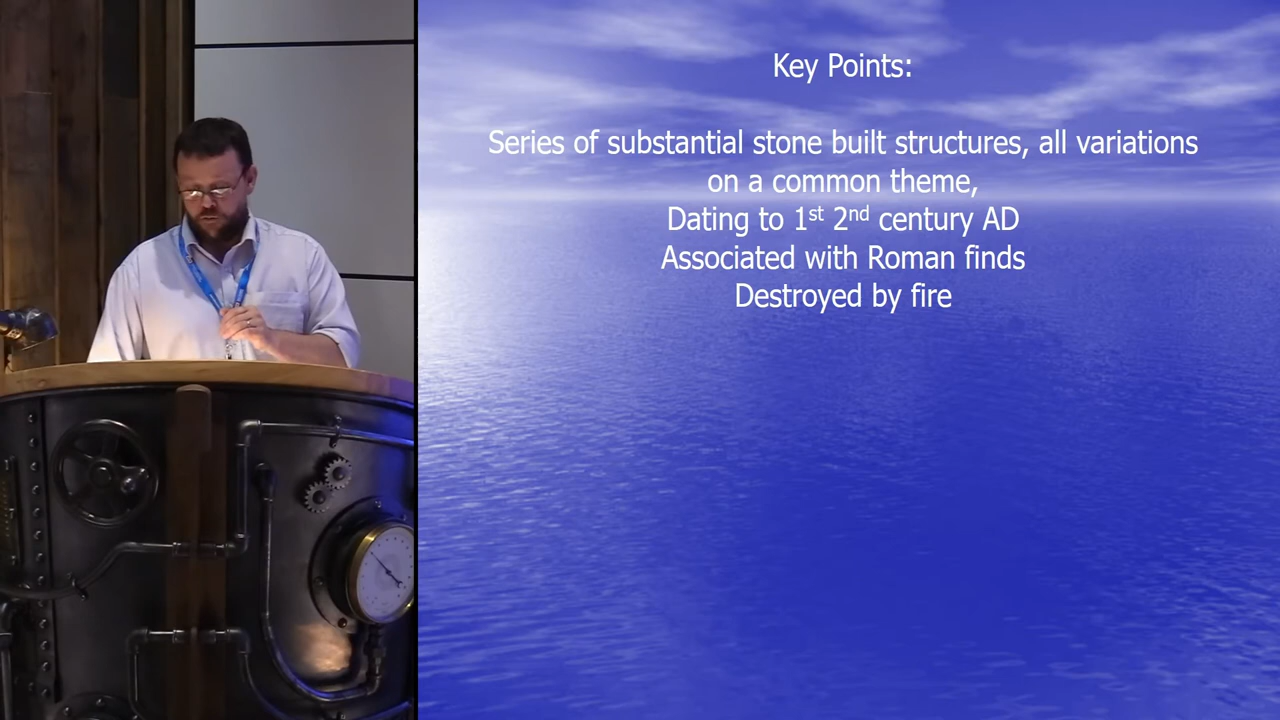 Key Points:
Series of substantial stone built structures, all variations
on a common theme,
Dating to 1st 2nd century AD
Associated with Roman finds
Destroyed by fire